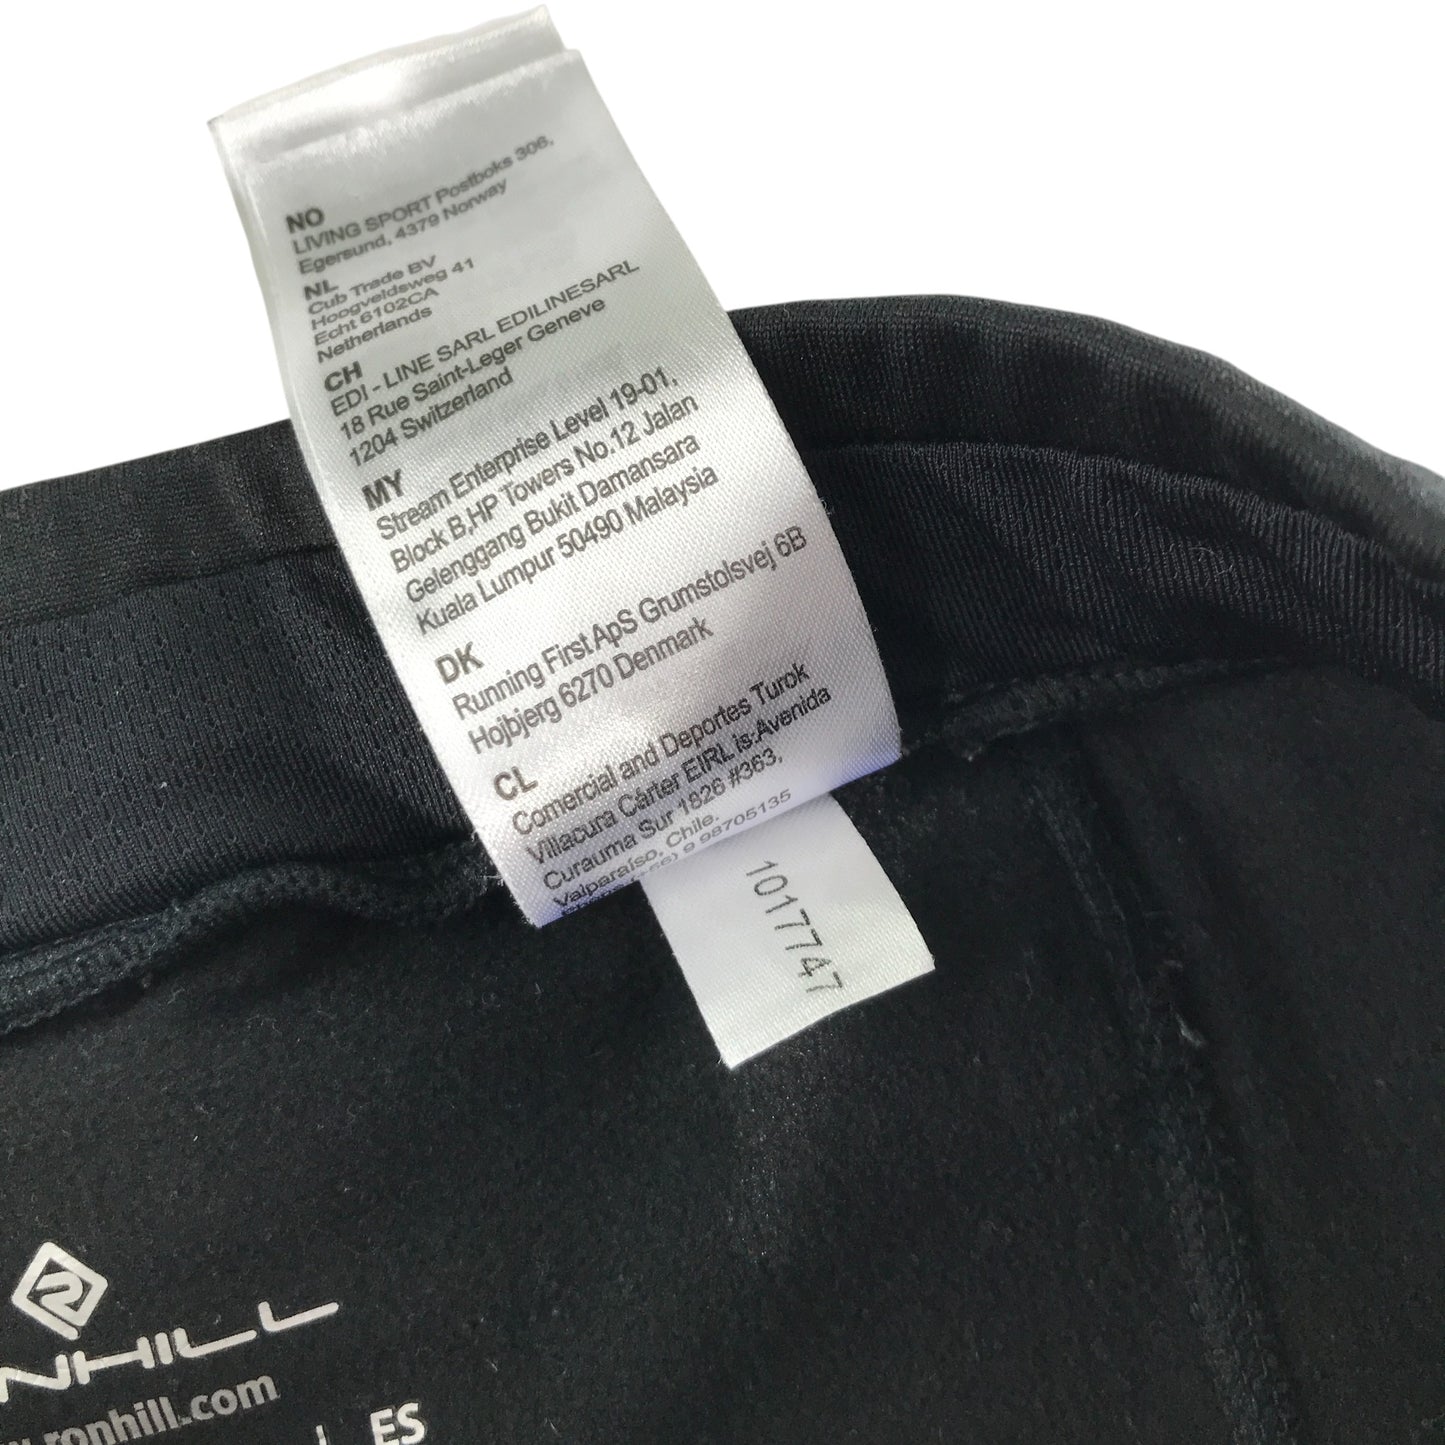 NO
LIVING SPORT Postboks 306,
Egersund, 4379 Norway
NL
Cub Trade BV
Hoogveldsweg 41
Echt 6102CA
Netherlands
CH
EDI - LINE SARL EDILINESARL
18 Rue Saint-Leger Geneve
1204 Switzerland
MY
Stream Enterprise Level 19-01,
Block B,HP Towers No.12 Jalan
Gelenggang Bukit Damansara
Kuala Lumpur 50490 Malaysia
DK
Running First ApS Grumstolsvej 6B
Hojbjerg 6270 Denmark
CL
Comercial and Deportes Turok
Villacura Cárter EIRL is:Avenida
Curauma Sur 1826 #363,
Valparaíso, Chile.
9 98705135
1017747
NHILL
ronhill.com
ES